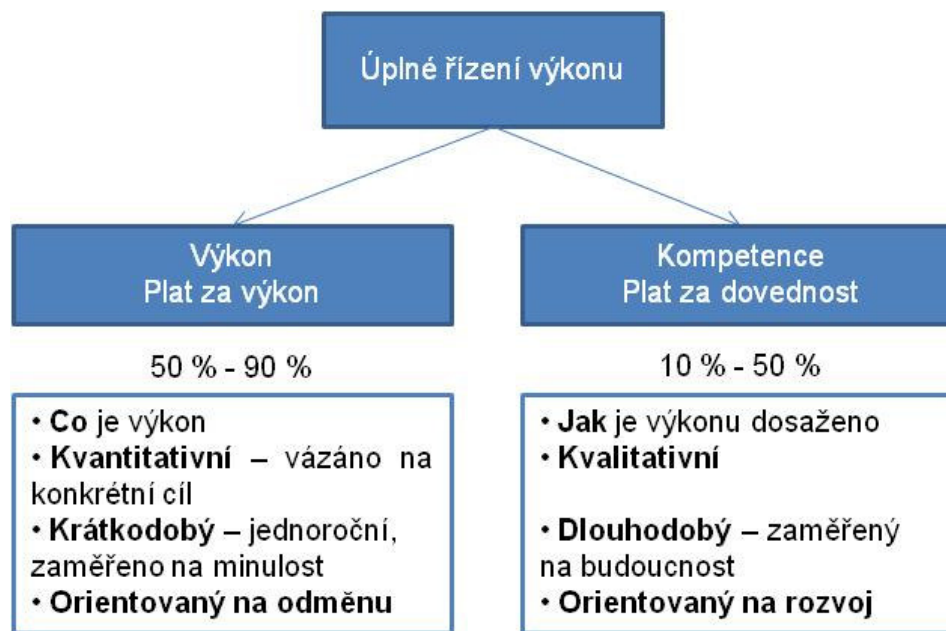 Úplné řízení výkonu
Výkon
Plat za výkon
50 % - 90 %
• Co je výkon
• Kvantitativní – vázáno na
konkrétní cíl
• Krátkodobý – jednoroční,
zaměřeno na minulost
• Orientovaný na odměnu
Kompetence
Plat za dovednost
10 % - 50 %
• Jak je výkonu dosaženo
• Kvalitativní
• Dlouhodobý – zaměřený
na budoucnost
• Orientovaný na rozvoj